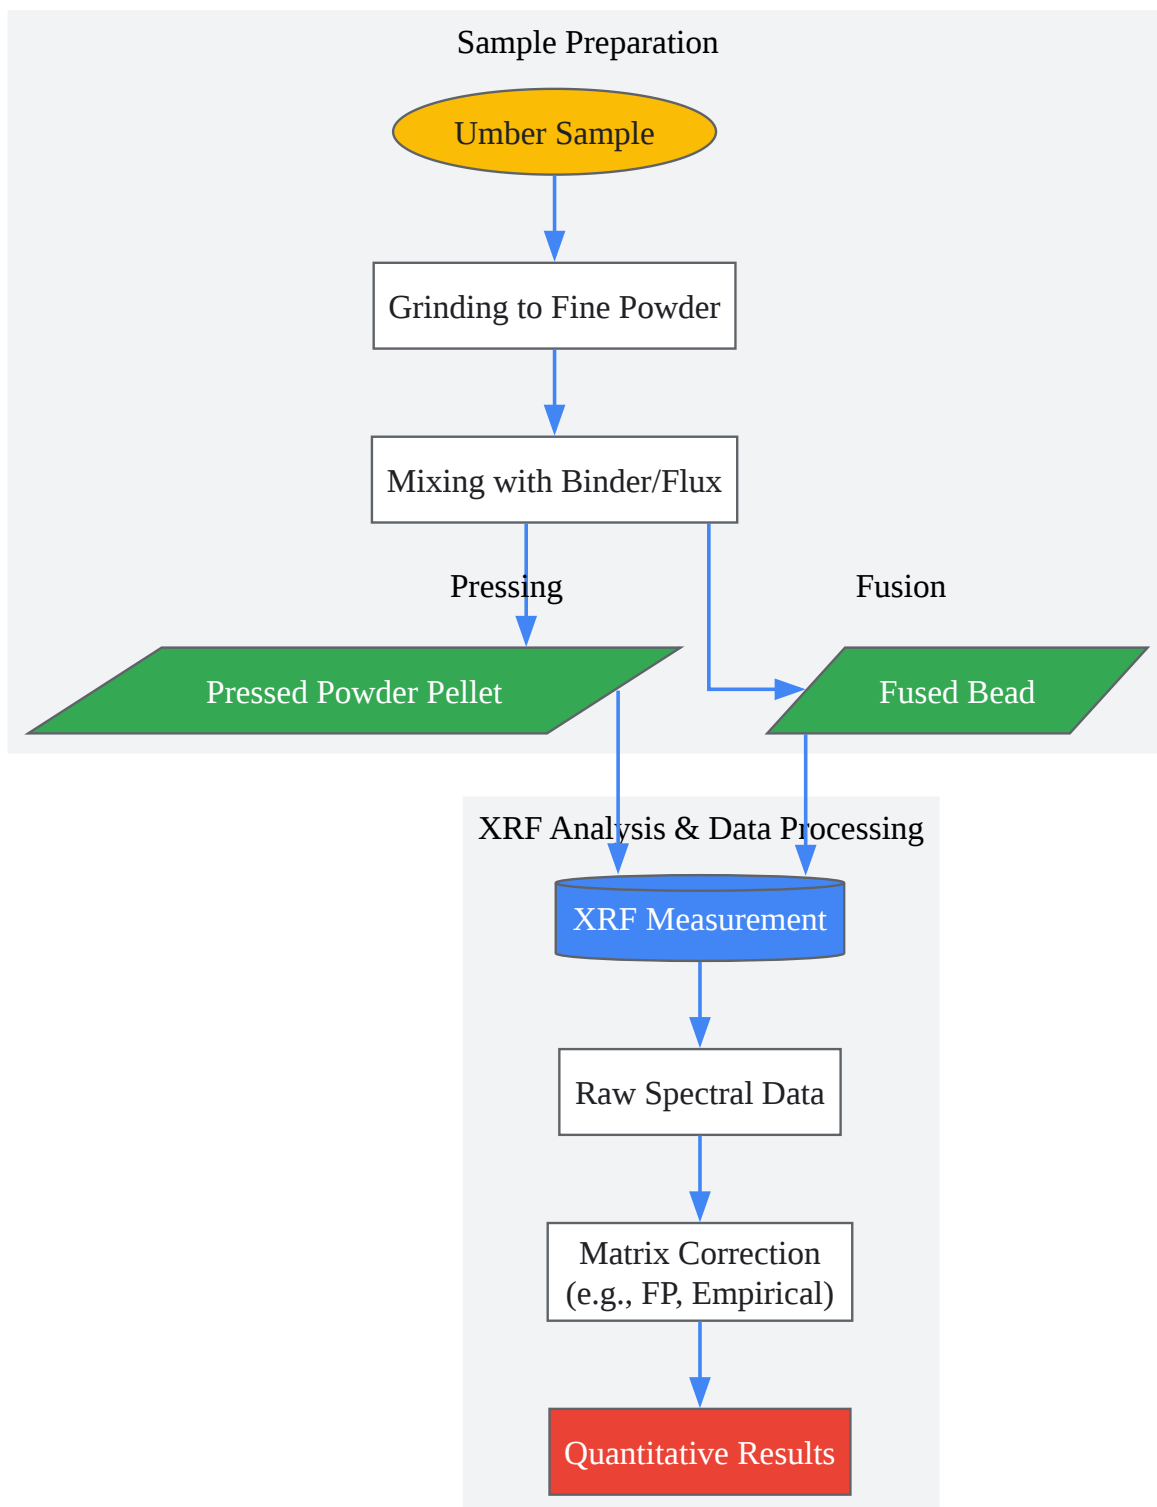 Sample Preparation
Umber Sample
Grinding to Fine Powder
Mixing with Binder/Flux
Pressing
Fusion
Pressed Powder Pellet
Fused Bead
XRF Analysis & Data Processing
XRF Measurement
Raw Spectral Data
Matrix Correction
(e.g., FP, Empirical)
Quantitative Results